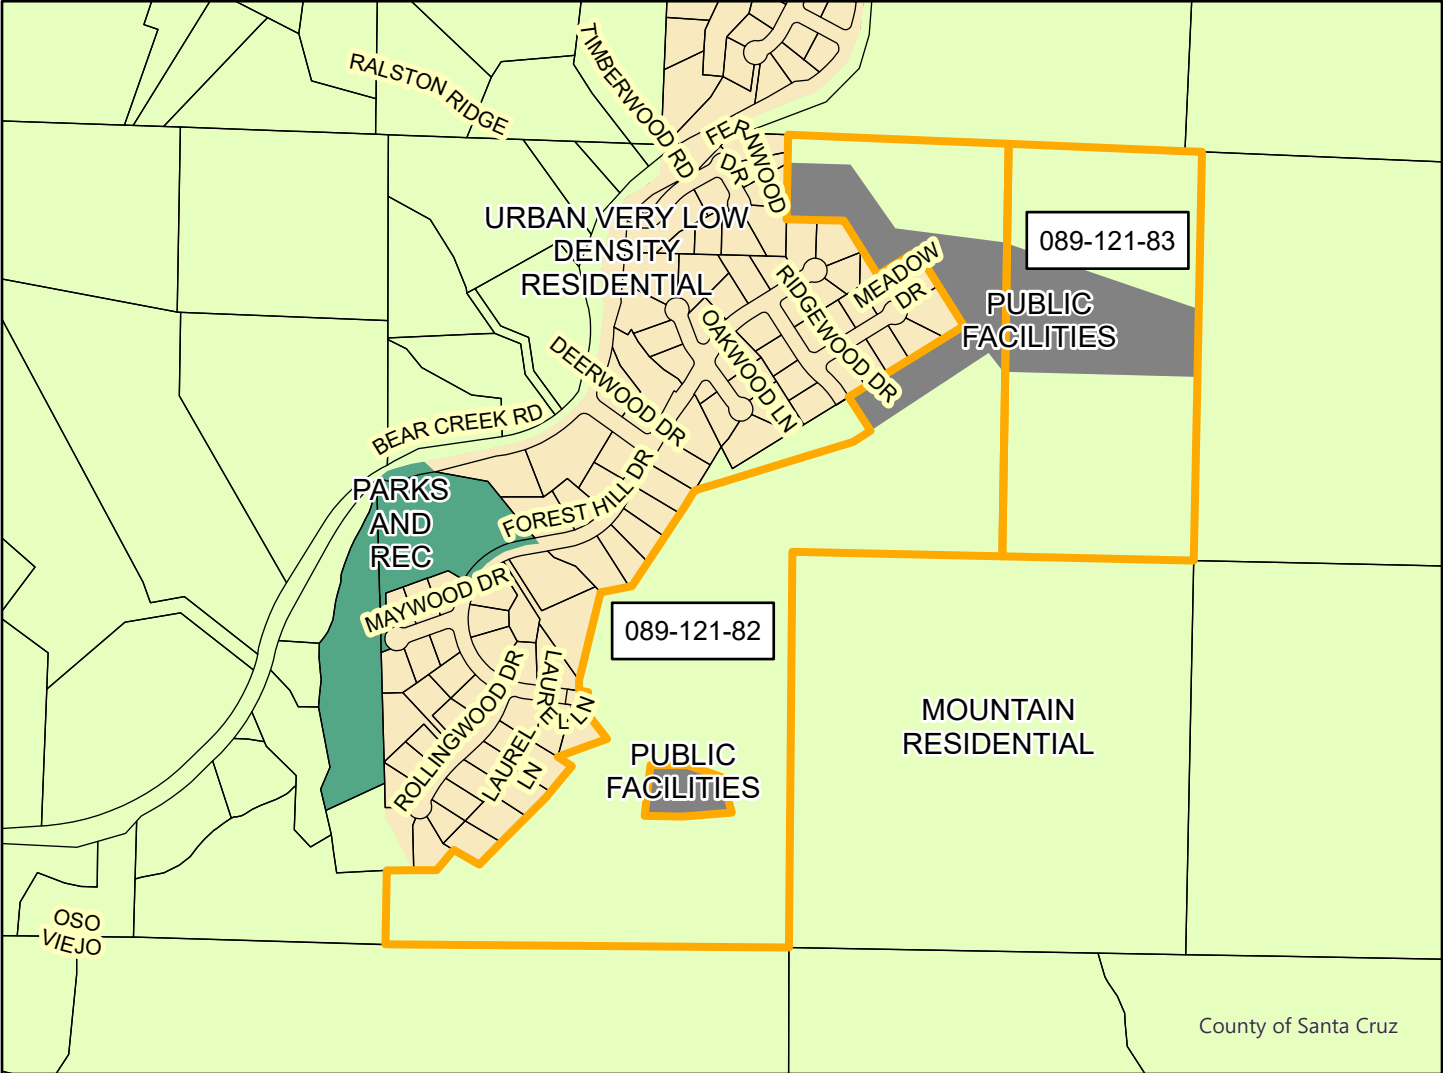 RALSTON RIDGE
TIMBERWOOD RD
FERNWOOD
DR
URBAN VERY LOW
DENSITY
RESIDENTIAL
089-121-83
MEADOW
DR
RIDGEWOOD DR
PUBLIC
FACILITIES
OAKWOOD LN
DEERWOOD DR
BEAR CREEK RD
FOREST HILL DR
PARKS
AND
REC
MAYWOOD DR
089-121-82
ROLLINGWOOD DR
LAUREL
LN
LAUREL
LN
MOUNTAIN
RESIDENTIAL
PUBLIC
FACILITIES
OSO
VIEJO
County of Santa Cruz